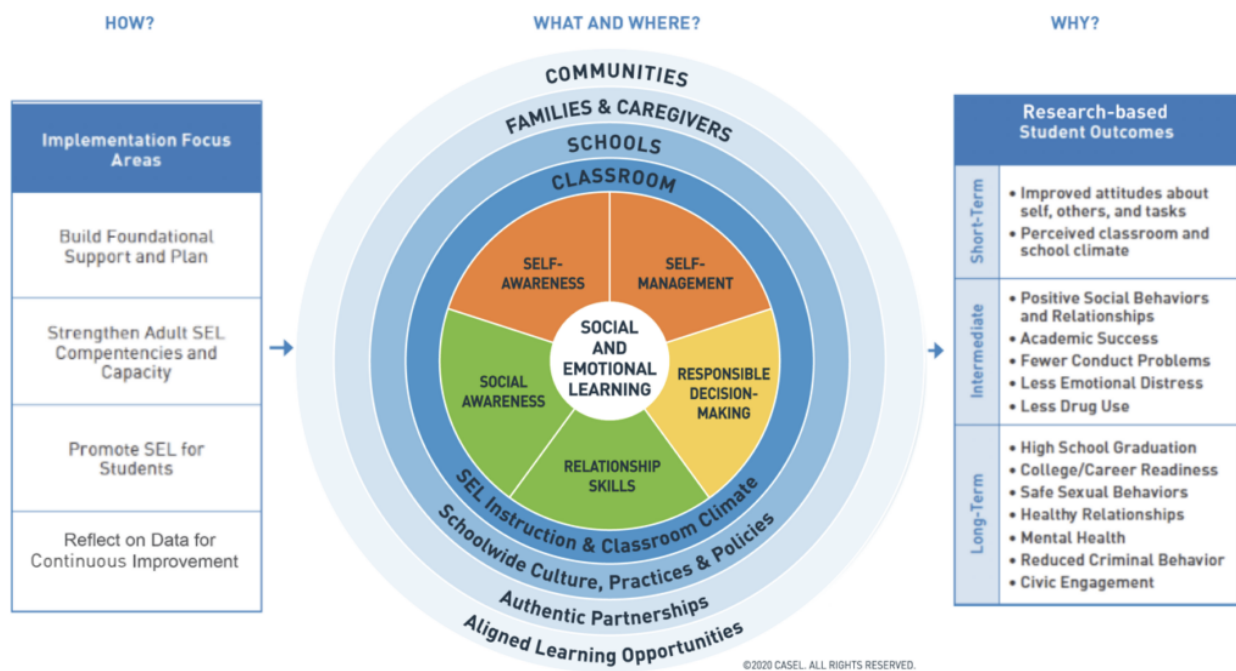 HOW?
Implementation Focus
Areas
Build Foundational
Support and Plan
Strengthen Adult SEL
Compentencies and
Capacity
Promote SEL for
Students
Reflect on Data for
Continuous Improvement
WHAT AND WHERE?
COMMUNITIES
FAMILIES & CAREGIVERS
SCHOOLS
CLASSROOM
SELF-
AWARENESS
SELF-
MANAGEMENT
SOCIAL
AND
EMOTIONAL
LEARNING
SOCIAL
AWARENESS
RESPONSIBLE
DECISION-
MAKING
RELATIONSHIP
SKILLS
SEL Instruction & Classroom Climate
Schoolwide Culture, Practices & Policies
Authentic Partnerships
Aligned Learning Opportunities
WHY?
Research-based
Student Outcomes
Short-Term
• Improved attitudes about
self, others, and tasks
• Perceived classroom and
school climate
Intermediate
• Positive Social Behaviors
and Relationships
• Academic Success
• Fewer Conduct Problems
• Less Emotional Distress
• Less Drug Use
Long-Term
• High School Graduation
• College/Career Readiness
• Safe Sexual Behaviors
• Healthy Relationships
• Mental Health
• Reduced Criminal Behavior
• Civic Engagement
©2020 CASEL. ALL RIGHTS RESERVED.